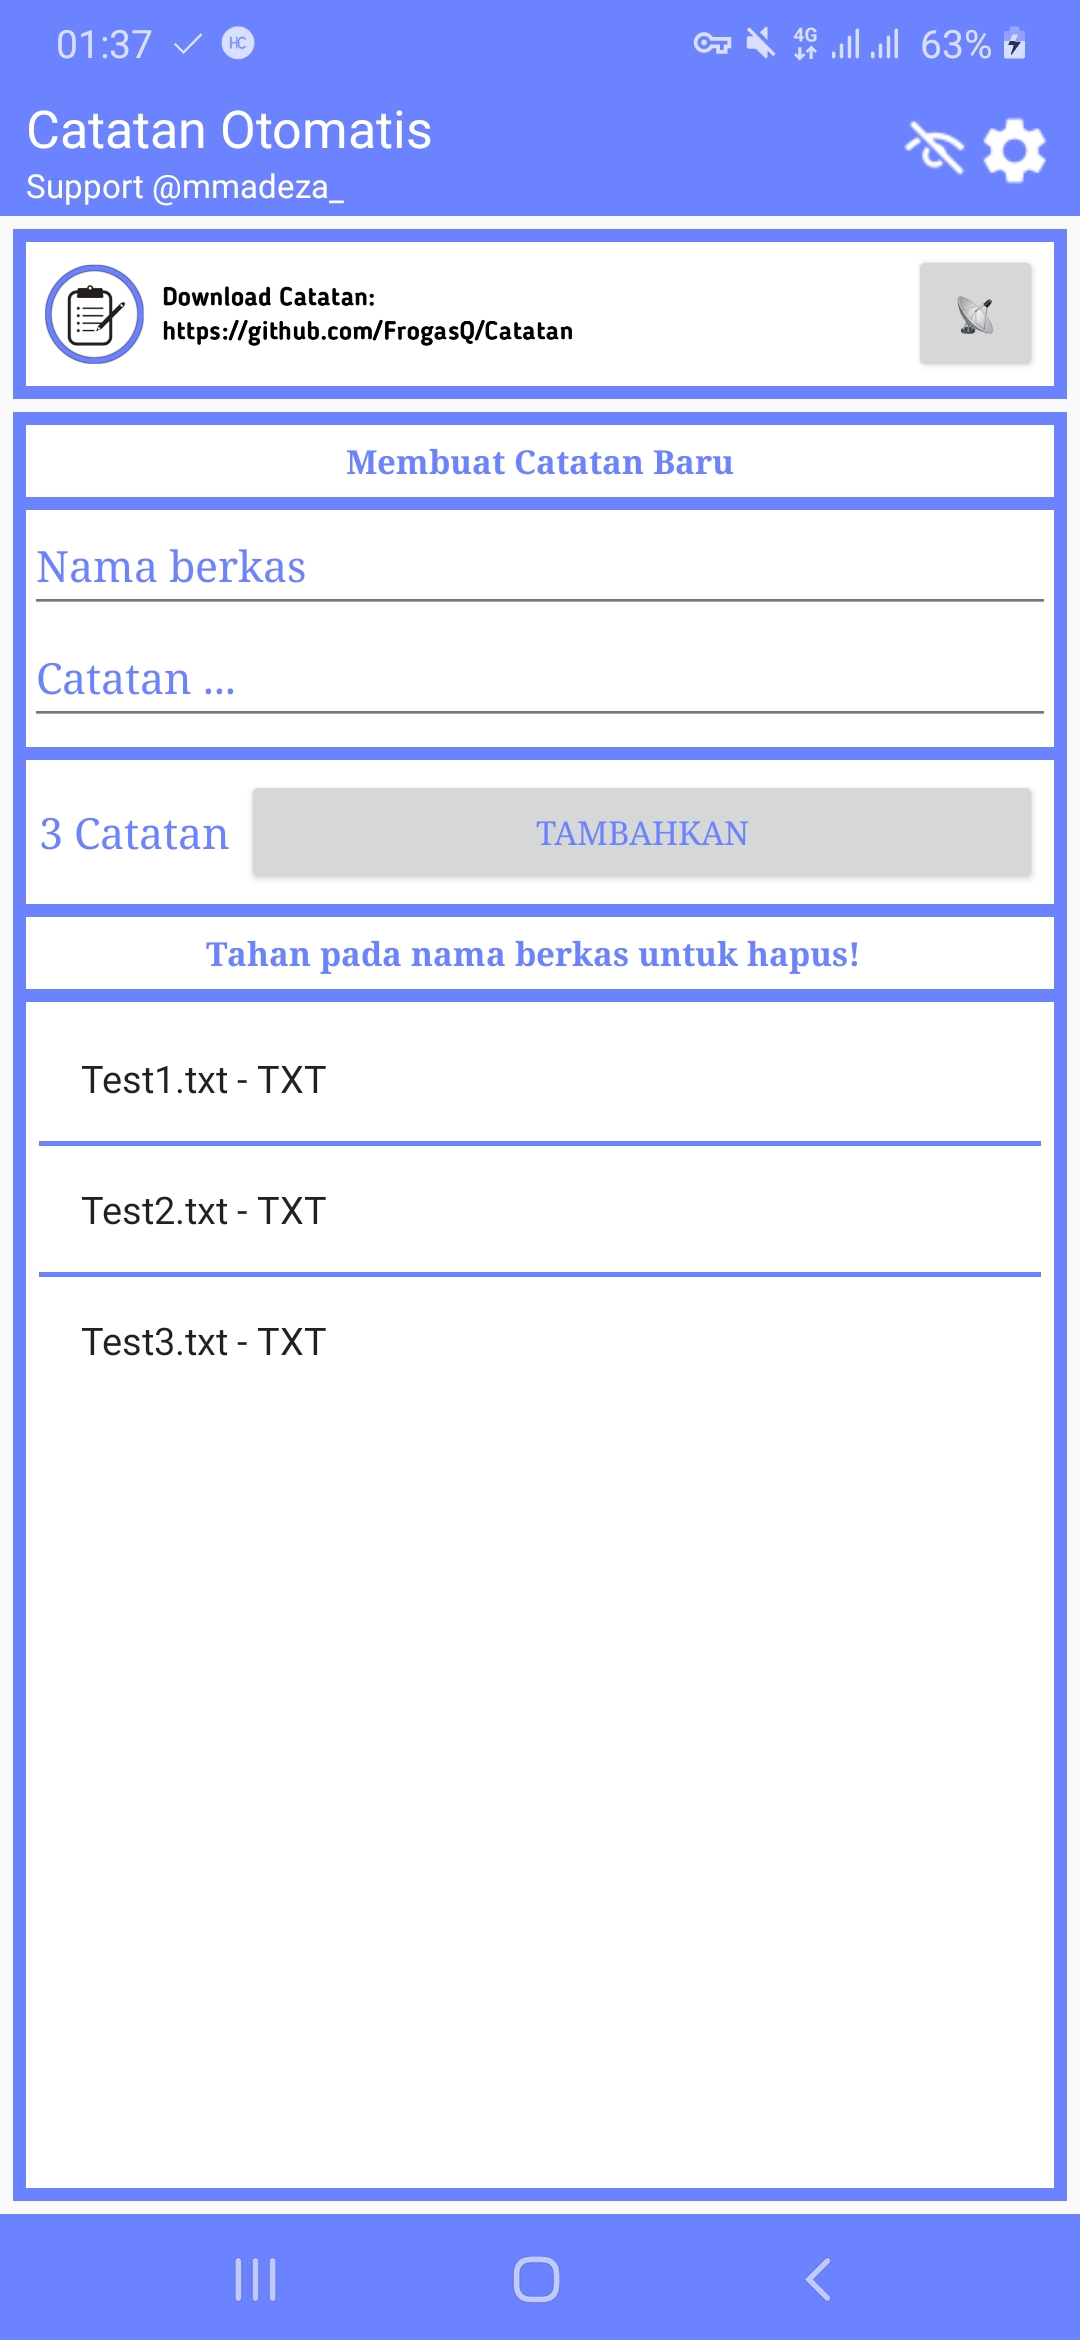 01:37 HC 4G 63%
Catatan Otomatis
Support @mmadeza_
Download Catatan:
https://github.com/FrogasQ/Catatan
Membuat Catatan Baru
Nama berkas
Catatan ...
3 Catatan TAMBAHKAN
Tahan pada nama berkas untuk hapus!
Test1.txt - TXT
Test2.txt - TXT
Test3.txt - TXT